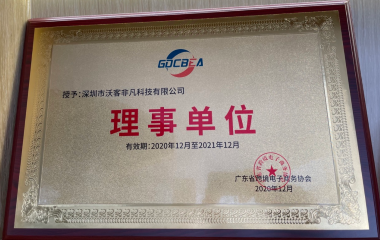 GDCBEA
授予:深圳市沃客非凡科技有限公司
理事单位
有效期:2020年12月至2021年12月
广东省跨境电子商务协会
2020年12月